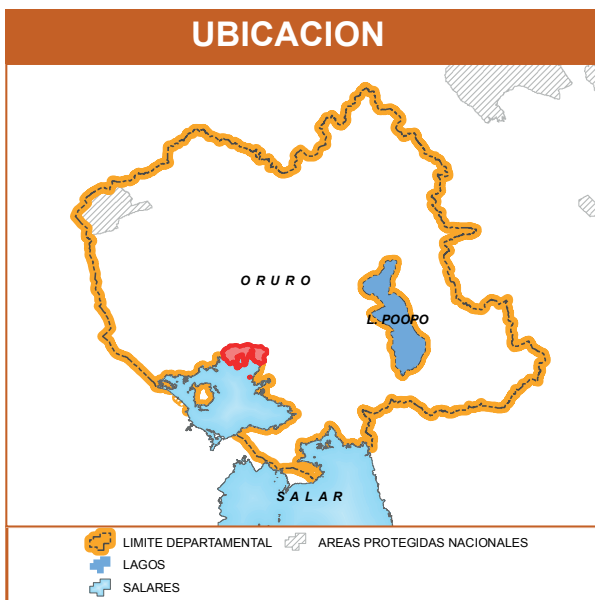 UBICACION
ORURO
L. POOPO
SALAR
LIMITE DEPARTAMENTAL
AREAS PROTEGIDAS NACIONALES
LAGOS
SALARES